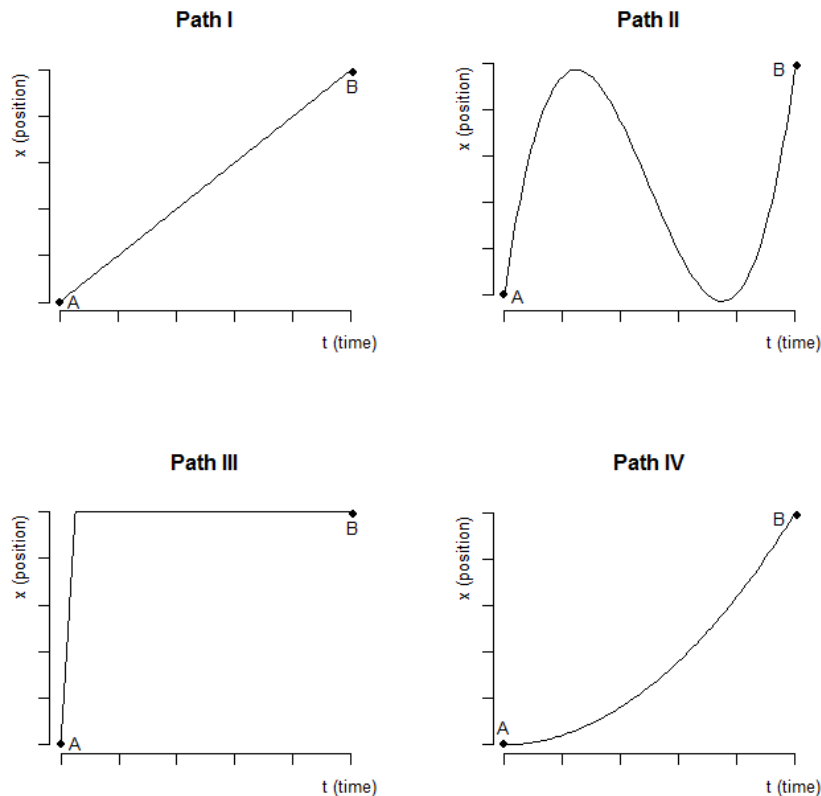 Path I
x (position)
A
B
t (time)
Path II
x (position)
A
B
t (time)
Path III
x (position)
A
B
t (time)
Path IV
x (position)
A
B
t (time)